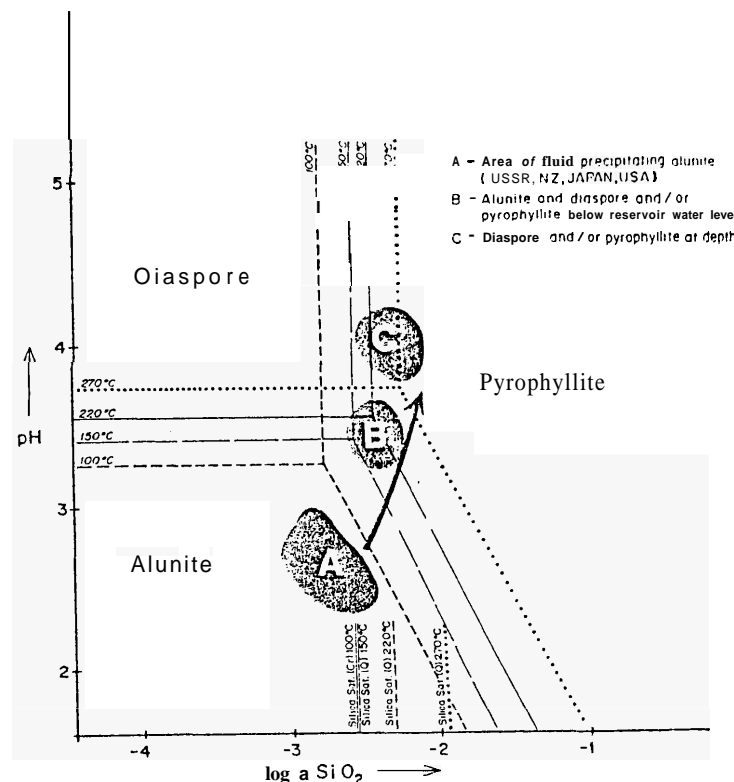 100°C
50°C
20°C
70°C
A - Area of fluid precipitating alunite
( USSR, NZ, JAPAN, USA)
B - Alunite and diaspore and / or
pyrophyllite below reservoir water leve
C - Diaspore and / or pyrophyllite at depth
5
Oiaspore
4
C
Pyrophyllite
270°C
220°C
pH
B
150°C
100°C
3
Alunite
A
Silica Sat. (Cr) 100°C
Silica Sat. (Q) 150°C
Silica Sat. (Q) 220°C
Silica Sat. (Q) 270°C
2
-4
-3
-2
-1
log a SiO2